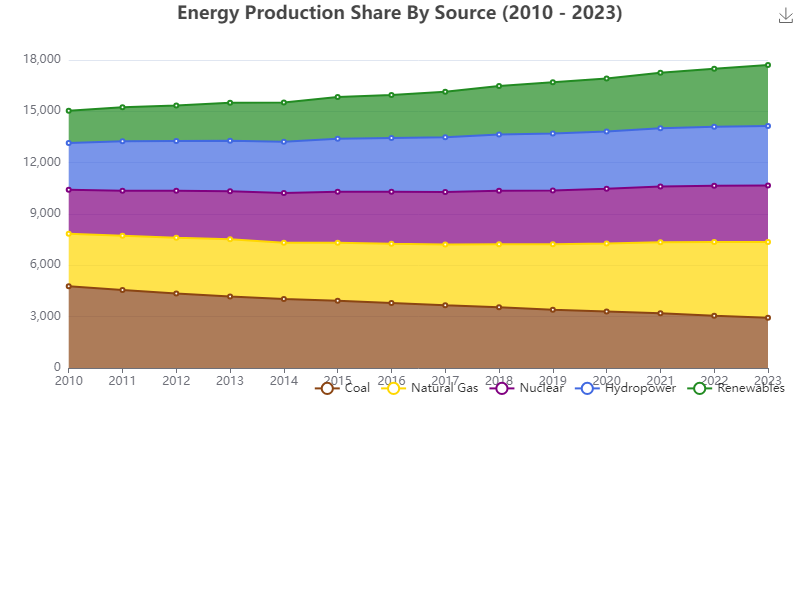 Energy Production Share By Source (2010 - 2023)
18,000
15,000
12,000
9,000
6,000
3,000
0
2010 2011 2012 2013 2014 2015 2016 2017 2018 2019 2020 2021 2022 2023
Coal Natural Gas Nuclear Hydropower Renewables